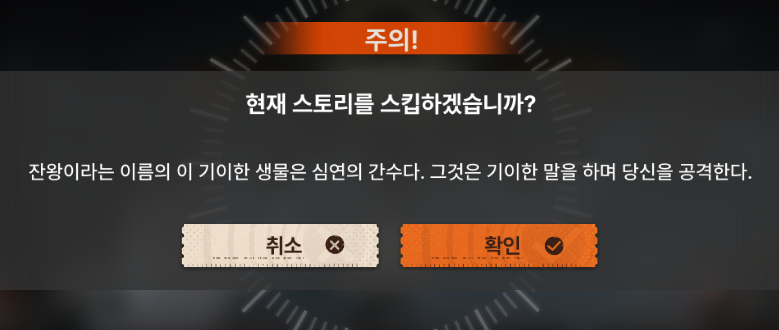 주의!
현재 스토리를 스킵하겠습니까?
잔왕이라는 이름의 이 기이한 생물은 심연의 간수다. 그것은 기이한 말을 하며 당신을 공격한다.
취소
확인